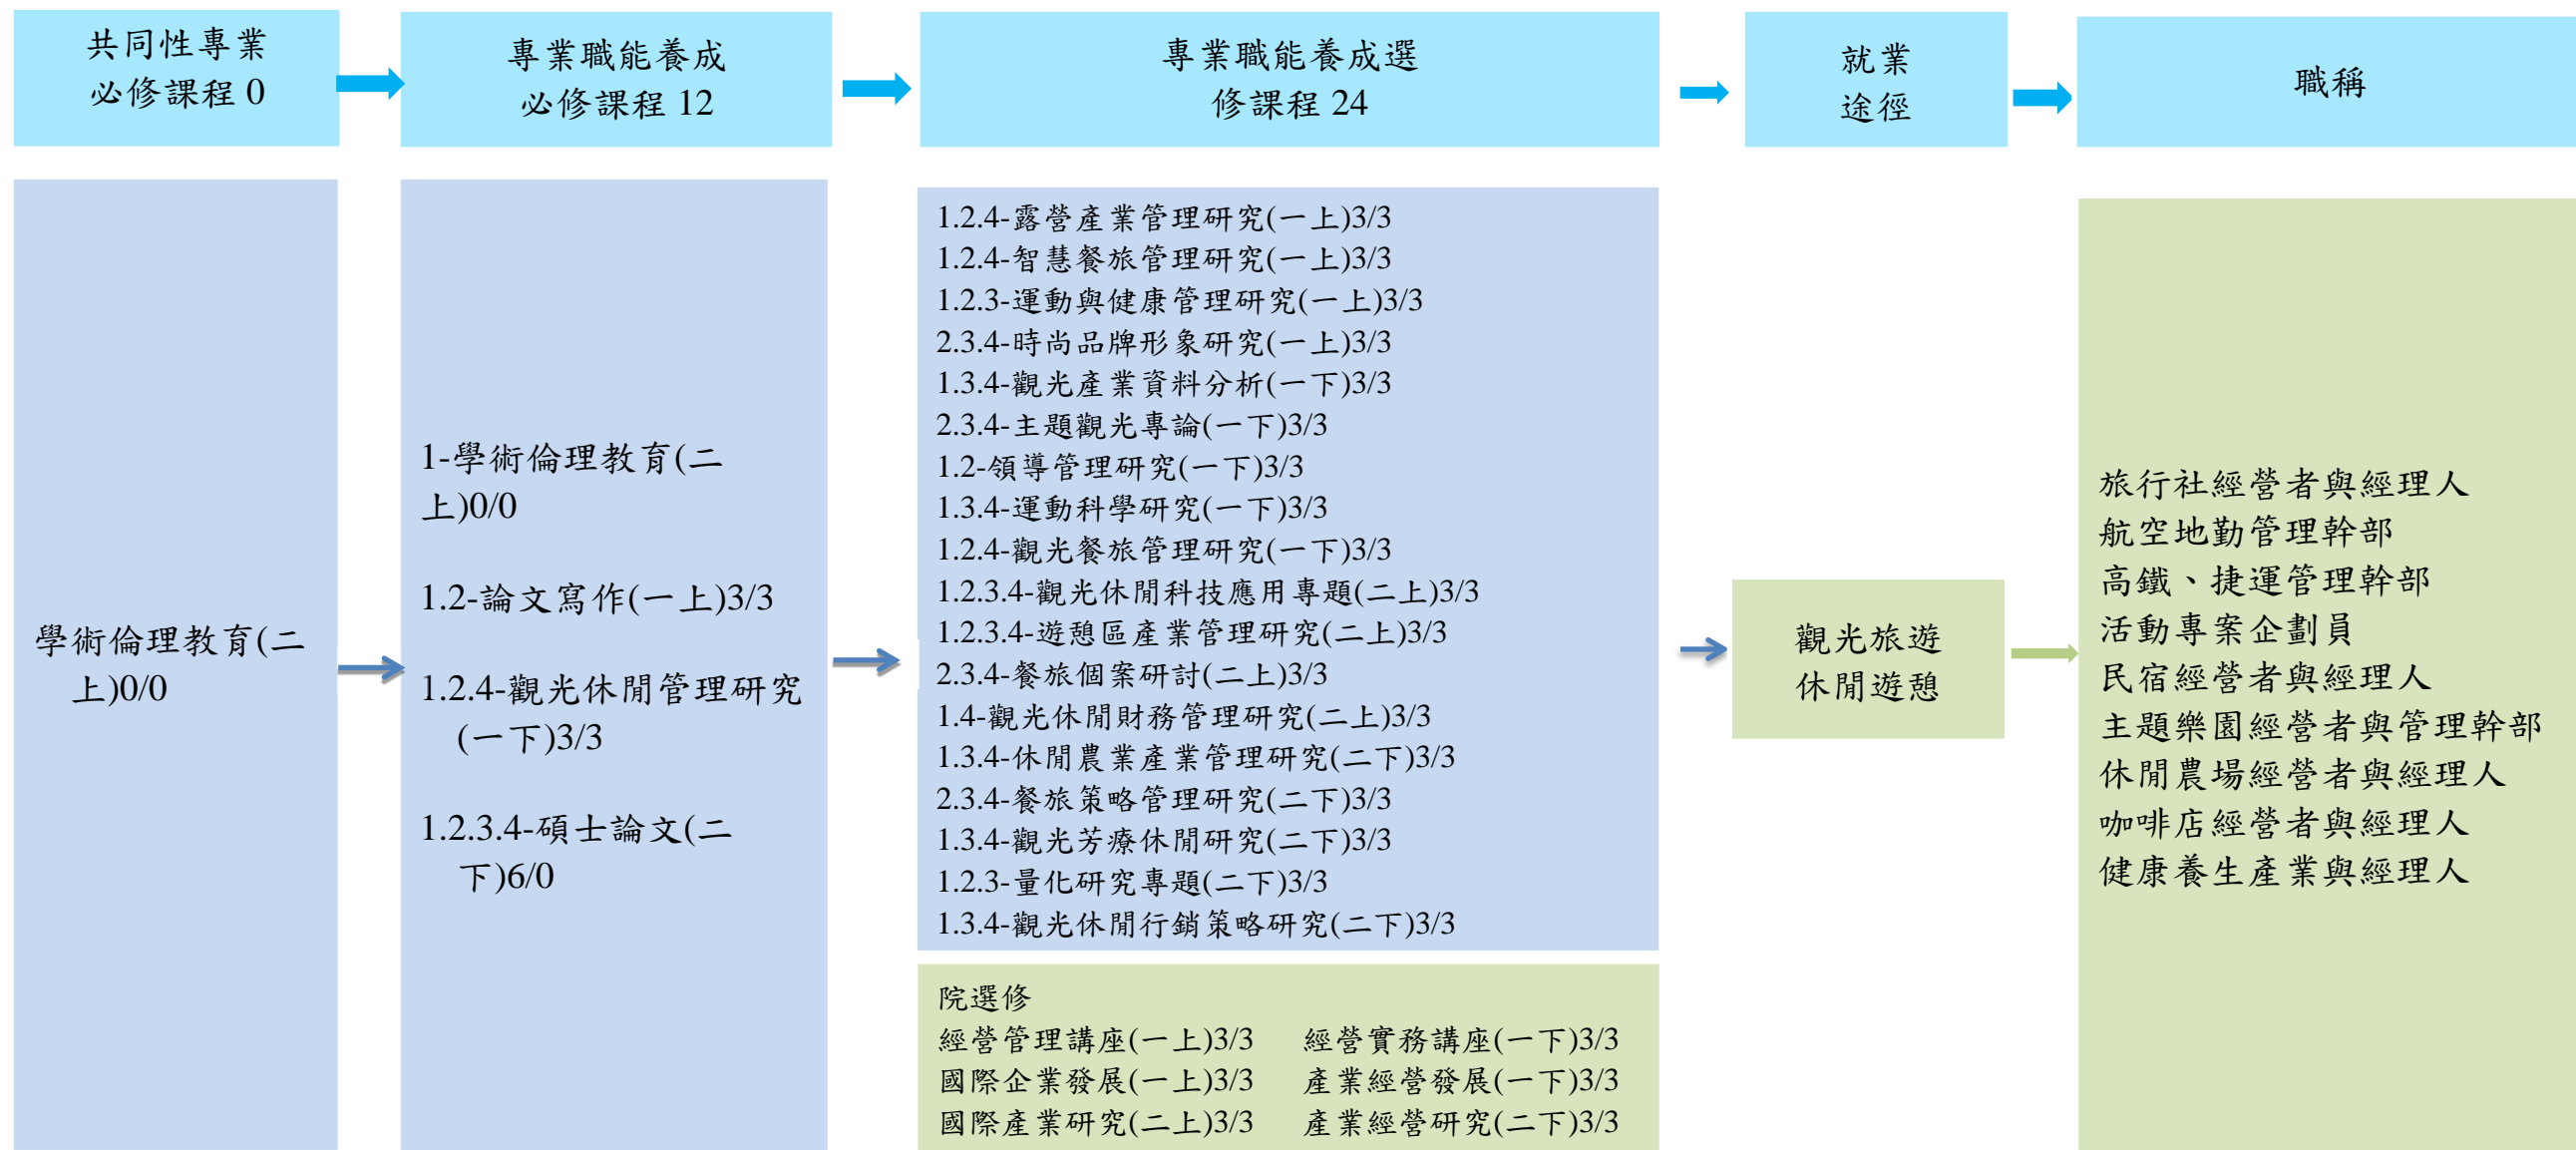 共同性專業
必修課程 0
專業職能養成
必修課程 12
專業職能養成選
修課程 24
就業
途徑
職稱
學術倫理教育(二
上)0/0
1-學術倫理教育(二
上)0/0
1.2-論文寫作(一上)3/3
1.2.4-觀光休閒管理研究
(一下)3/3
1.2.3.4-碩士論文(二
下)6/0
1.2.4-露營產業管理研究(一上)3/3
1.2.4-智慧餐旅管理研究(一上)3/3
1.2.3-運動與健康管理研究(一上)3/3
2.3.4-時尚品牌形象研究(一上)3/3
1.3.4-觀光產業資料分析(一下)3/3
2.3.4-主題觀光專論(一下)3/3
1.2-領導管理研究(一下)3/3
1.3.4-運動科學研究(一下)3/3
1.2.4-觀光餐旅管理研究(一下)3/3
1.2.3.4-觀光休閒科技應用專題(二上)3/3
1.2.3.4-遊憩區產業管理研究(二上)3/3
2.3.4-餐旅個案研討(二上)3/3
1.4-觀光休閒財務管理研究(二上)3/3
1.3.4-休閒農業產業管理研究(二下)3/3
2.3.4-餐旅策略管理研究(二下)3/3
1.3.4-觀光芳療休閒研究(二下)3/3
1.2.3-量化研究專題(二下)3/3
1.3.4-觀光休閒行銷策略研究(二下)3/3
院選修
經營管理講座(一上)3/3 經營實務講座(一下)3/3
國際企業發展(一上)3/3 產業經營發展(一下)3/3
國際產業研究(二上)3/3 產業經營研究(二下)3/3
觀光旅遊
休閒遊憩
旅行社經營者與經理人
航空地勤管理幹部
高鐵、捷運管理幹部
活動專案企劃員
民宿經營者與經理人
主題樂園經營者與管理幹部
休閒農場經營者與經理人
咖啡店經營者與經理人
健康養生產業與經理人